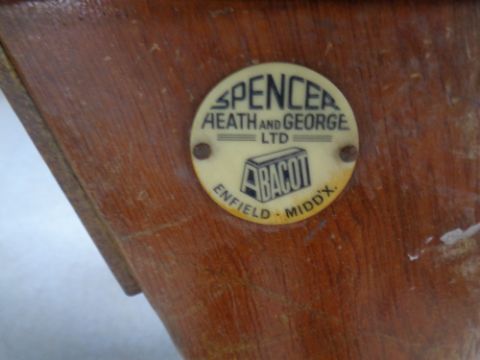 SPENCER
HEATH AND GEORGE
LTD
ABACOT
ENFIELD · MIDD'X.